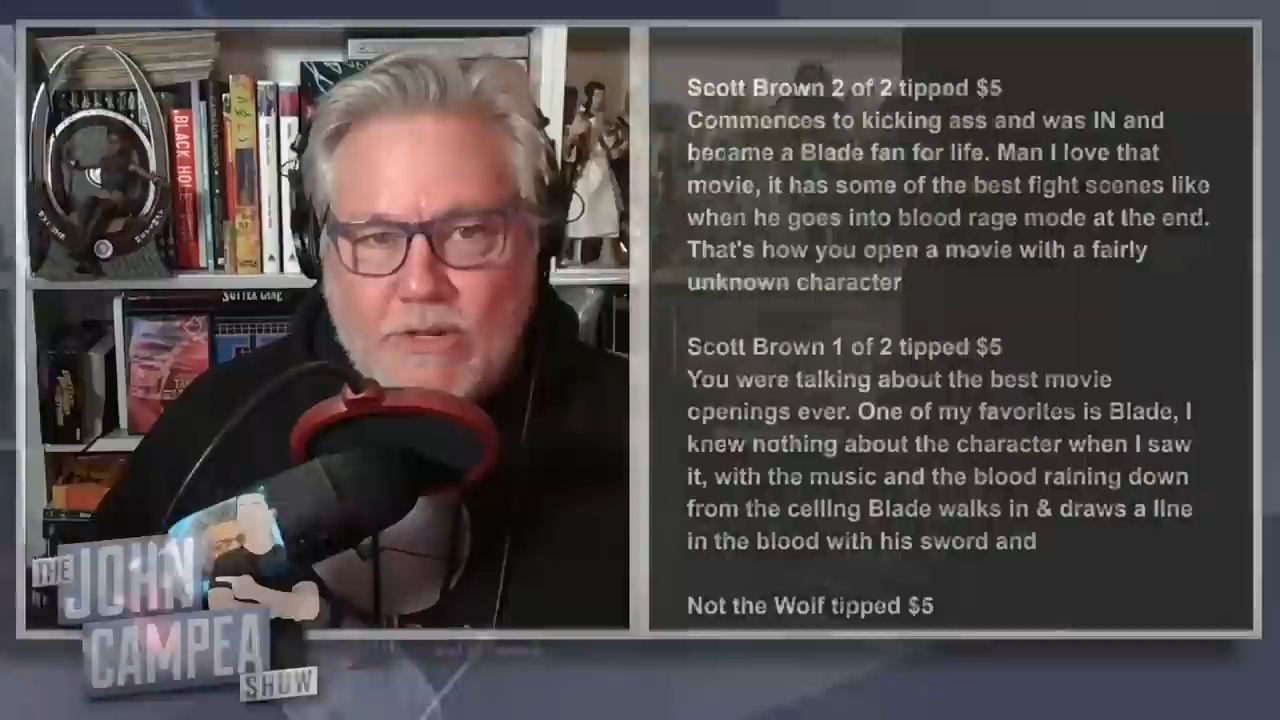 Scott Brown 2 of 2 tipped $5
Commences to kicking ass and was IN and
became a Blade fan for life. Man I love that
movie, it has some of the best fight scenes like
when he goes into blood rage mode at the end.
That's how you open a movie with a fairly
unknown character
Scott Brown 1 of 2 tipped $5
You were talking about the best movie
openings ever. One of my favorites is Blade, I
knew nothing about the character when I saw
it, with the music and the blood raining down
from the ceiling Blade walks in & draws a line
in the blood with his sword and
Not the Wolf tipped $5
BLACK HOLE
SUTTER CANE
THE
JOHN
CAMPEA
SHOW